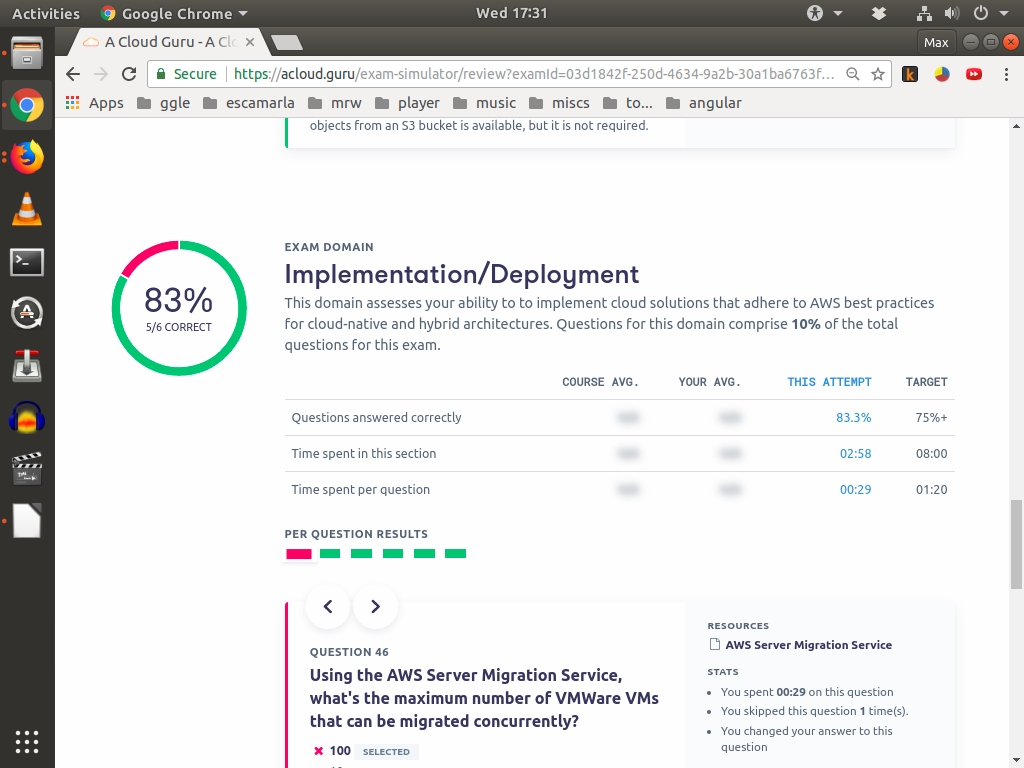 Activities Google Chrome Wed 17:31
A Cloud Guru - A Clo Max
Secure https://acloud.guru/exam-simulator/review?examId=03d1842f-250d-4634-9a2b-30a1ba6763f…
Apps ggle escamarla mrw player music miscs to... angular
objects from an S3 bucket is available, but it is not required.
83%
5/6 CORRECT
EXAM DOMAIN
Implementation/Deployment
This domain assesses your ability to to implement cloud solutions that adhere to AWS best practices
for cloud-native and hybrid architectures. Questions for this domain comprise 10% of the total
questions for this exam.
COURSE AVG. YOUR AVG. THIS ATTEMPT TARGET
Questions answered correctly 83.3% 75%+
Time spent in this section 02:58 08:00
Time spent per question 00:29 01:20
PER QUESTION RESULTS
QUESTION 46
Using the AWS Server Migration Service,
what's the maximum number of VMWare VMs
that can be migrated concurrently?
100 SELECTED
RESOURCES
AWS Server Migration Service
STATS
• You spent 00:29 on this question
• You skipped this question 1 time(s).
• You changed your answer to this
question